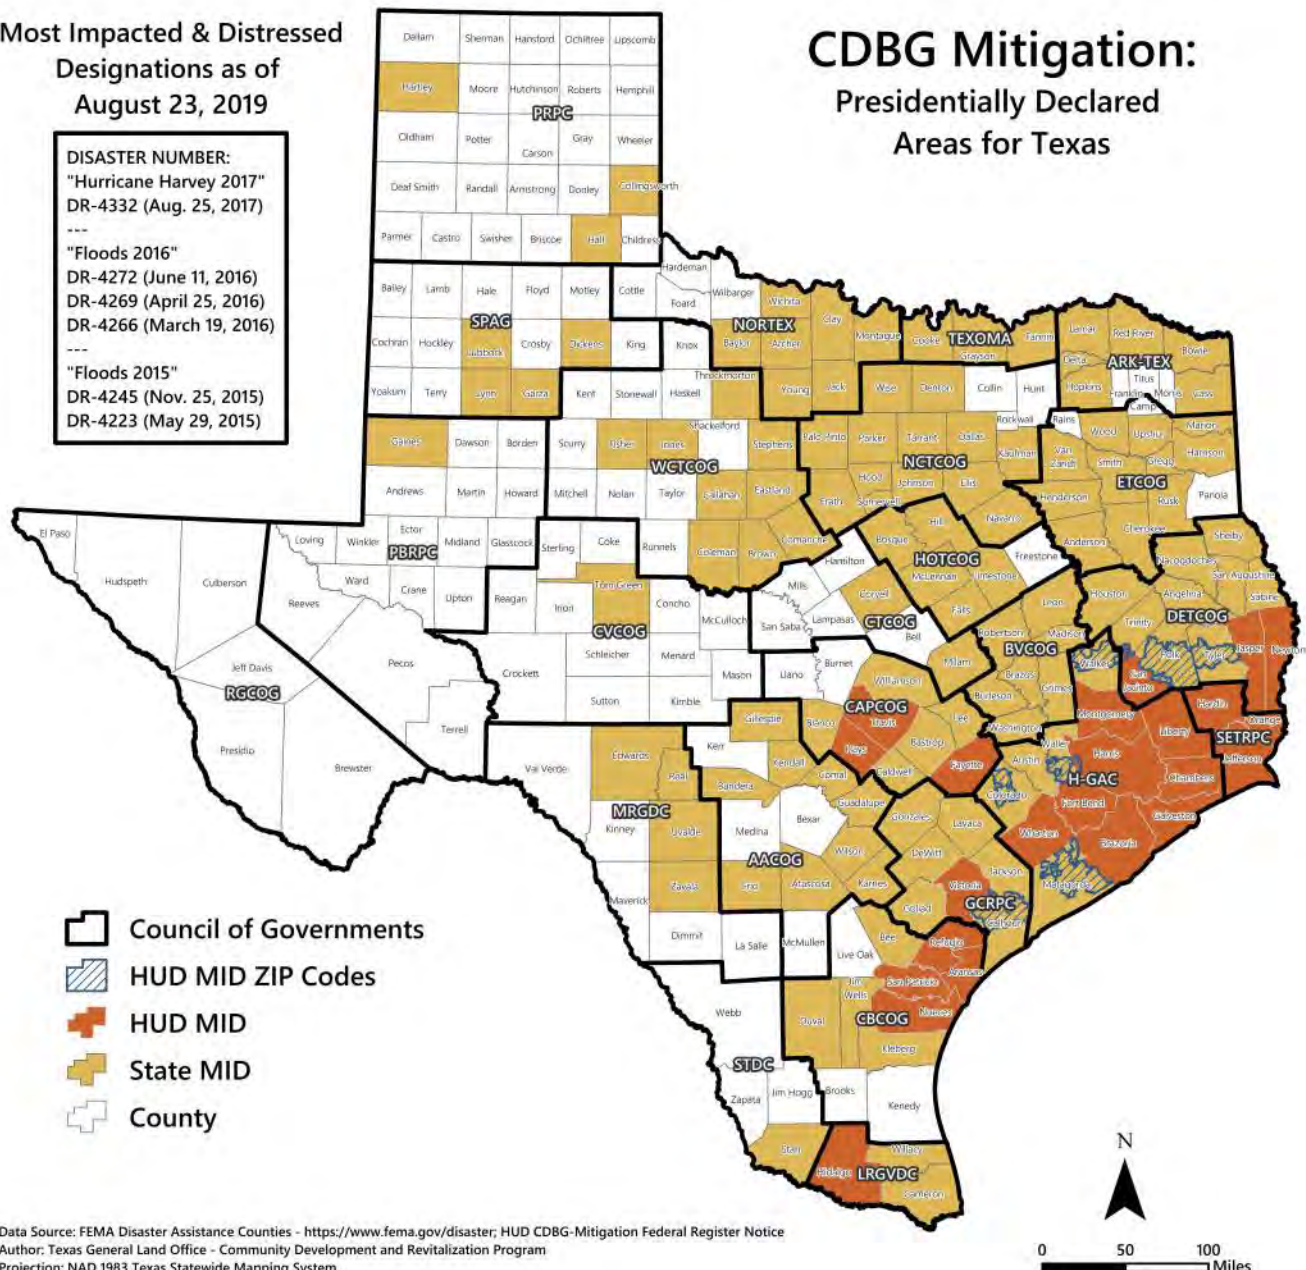 Most Impacted & Distressed
Designations as of
August 23, 2019
CDBG Mitigation:
Presidentially Declared
Areas for Texas
DISASTER NUMBER:
"Hurricane Harvey 2017"
DR-4332 (Aug. 25, 2017)
---
"Floods 2016"
DR-4272 (June 11, 2016)
DR-4269 (April 25, 2016)
DR-4266 (March 19, 2016)
---
"Floods 2015"
DR-4245 (Nov. 25, 2015)
DR-4223 (May 29, 2015)
Dallam Sherman Hansford Ochiltree Lipscomb
Hartley Moore Hutchinson Roberts Hemphill
PRPC
Oldham Potter Carson Gray Wheeler
Deaf Smith Randall Armstrong Donley Collingsworth
Parmer Castro Swisher Briscoe Hall Childress
Hardeman
Bailey Lamb Hale Floyd Motley Cottle Foard Wilbarger Wichita Clay
SPAG NORTEX TEXOMA ARK-TEX
Cochran Hockley Lubbock Crosby Dickens King Knox Baylor Archer Montague Cooke Grayson Fannin Lamar Red River Bowie
Delta Titus
Yoakum Terry Lynn Garza Kent Stonewall Haskell Throckmorton Young Jack Wise Denton Collin Hunt Hopkins Franklin Morris Cass
Camp
Rockwall Rains
Gaines Dawson Borden Scurry Fisher Jones Shackelford Stephens Palo Pinto Parker Tarrant Dallas Kaufman Van Zandt Wood Upshur Marion
WCTCOG NCTCOG ETCOG
Smith Gregg Harrison
Andrews Martin Howard Mitchell Nolan Taylor Callahan Eastland Erath Hood Somervell Johnson Ellis Henderson Rusk Panola
Navarro
El Paso Hudspeth Culberson
Loving Winkler Ector Midland Glasscock Sterling Coke Runnels Coleman Brown Comanche Hamilton Bosque Hill Freestone Anderson Cherokee Shelby
PBRPC HOTCOG
Nacogdoches San Augustine
Ward Crane Upton Reagan Irion Tom Green Concho McCulloch Mills Coryell McLennan Limestone Leon Houston Angelina Sabine
Reeves
CVCOG CTCOG DETCOG
San Saba Lampasas Bell Falls Robertson Madison Trinity
BVCOG
Jeff Davis Pecos Crockett Schleicher Menard Mason Llano Burnet Milam Brazos Walker Polk Tyler Jasper Newton
RGCOG
Williamson Burleson Grimes San Jacinto
Presidio Brewster Terrell Sutton Kimble
CAPCOG
Gillespie Blanco Travis Lee Washington Montgomery Hardin Orange
Liberty SETRPC Jefferson
Val Verde Edwards Real Kerr Kendall Hays Bastrop Fayette Austin Waller Harris Chambers
H-GAC
Bandera Comal Caldwell Colorado Fort Bend Galveston
MRGDC
Kinney Uvalde Medina Bexar Guadalupe Gonzales Lavaca Wharton Brazoria
AACOG
Wilson DeWitt Jackson Matagorda
Maverick Zavala Frio Atascosa Karnes Goliad Victoria
GCRPC
Calhoun
Dimmit La Salle McMullen Live Oak Bee Refugio Aransas
Webb Duval Jim Wells San Patricio Nueces
CBCOG
Kleberg
STDC
Zapata Jim Hogg Brooks Kenedy
Starr Hidalgo Willacy
LRGVDC
Cameron
Council of Governments
HUD MID ZIP Codes
HUD MID
State MID
County
N
0 50 100
Miles
Data Source: FEMA Disaster Assistance Counties - https://www.fema.gov/disaster; HUD CDBG-Mitigation Federal Register Notice
Author: Texas General Land Office - Community Development and Revitalization Program
Projection: NAD 1983 Texas Statewide Mapping System